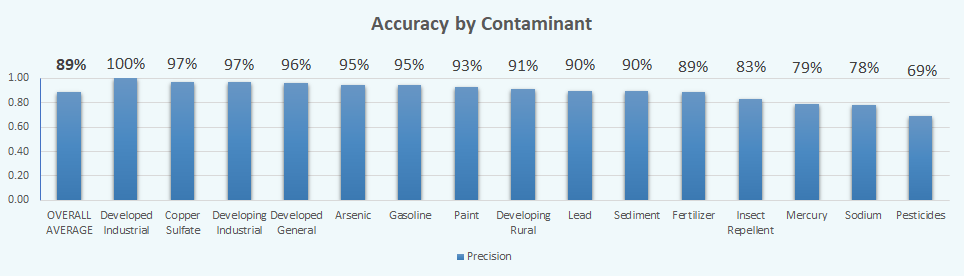 Accuracy by Contaminant
89% 100% 97% 97% 96% 95% 95% 93% 91% 90% 90% 89% 83% 79% 78% 69%
1.00
0.80
0.60
0.40
0.20
0.00
OVERALL AVERAGE
Developed Industrial
Copper Sulfate
Developing Industrial
Developed General
Arsenic
Gasoline
Paint
Developing Rural
Lead
Sediment
Fertilizer
Insect Repellent
Mercury
Sodium
Pesticides
Precision